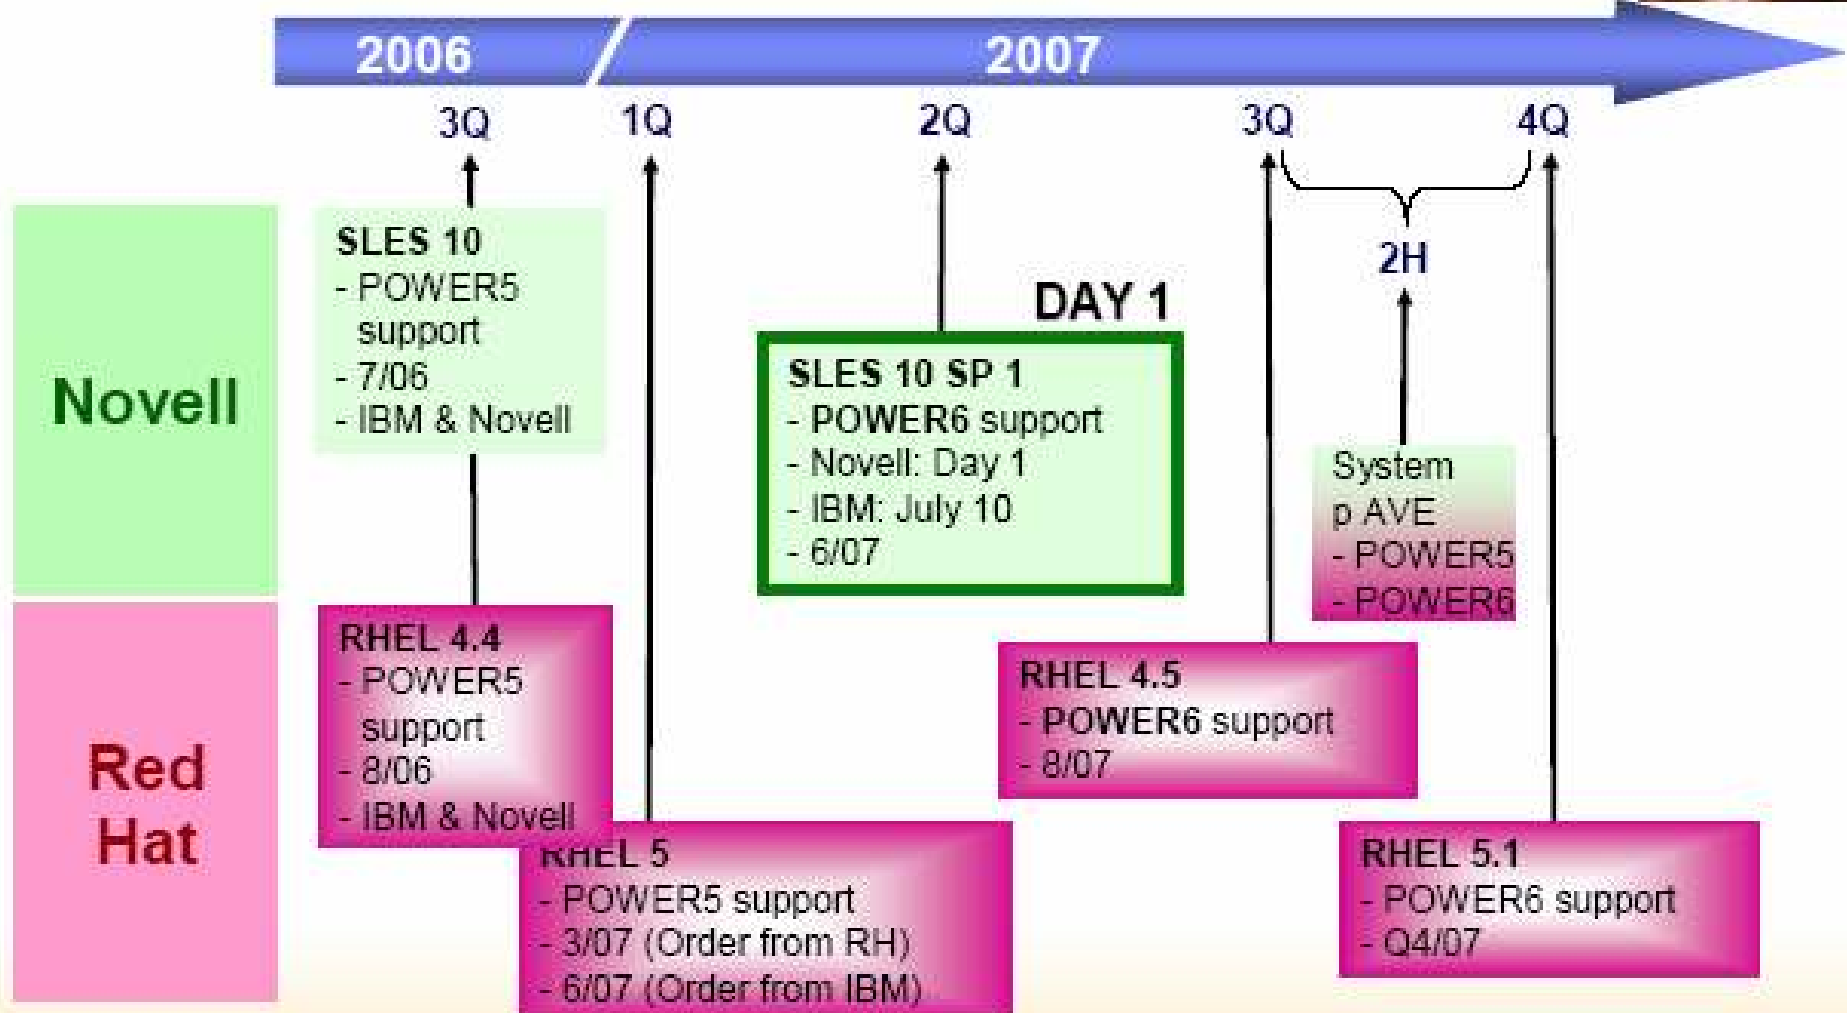 2006
2007
3Q
1Q
2Q
3Q
4Q
2H
Novell
SLES 10
- POWER5
support
- 7/06
- IBM & Novell
DAY 1
SLES 10 SP 1
- POWER6 support
- Novell: Day 1
- IBM: July 10
- 6/07
System
p AVE
- POWER5
- POWER6
Red
Hat
RHEL 4.4
- POWER5
support
- 8/06
- IBM & Novell
RHEL 5
- POWER5 support
- 3/07 (Order from RH)
- 6/07 (Order from IBM)
RHEL 4.5
- POWER6 support
- 8/07
RHEL 5.1
- POWER6 support
- Q4/07